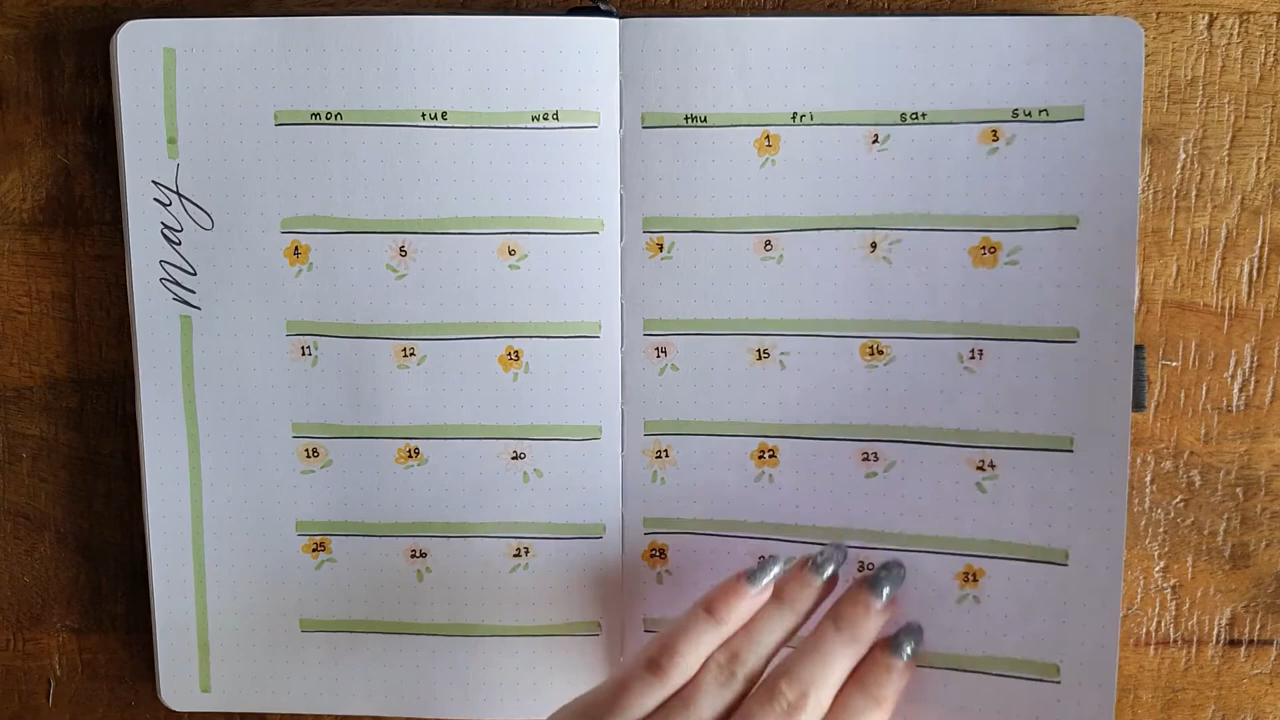 May
mon tue wed thu fri sat sun
1 2 3
4 5 6 7 8 9 10
11 12 13 14 15 16 17
18 19 20 21 22 23 24
25 26 27 28 30 31